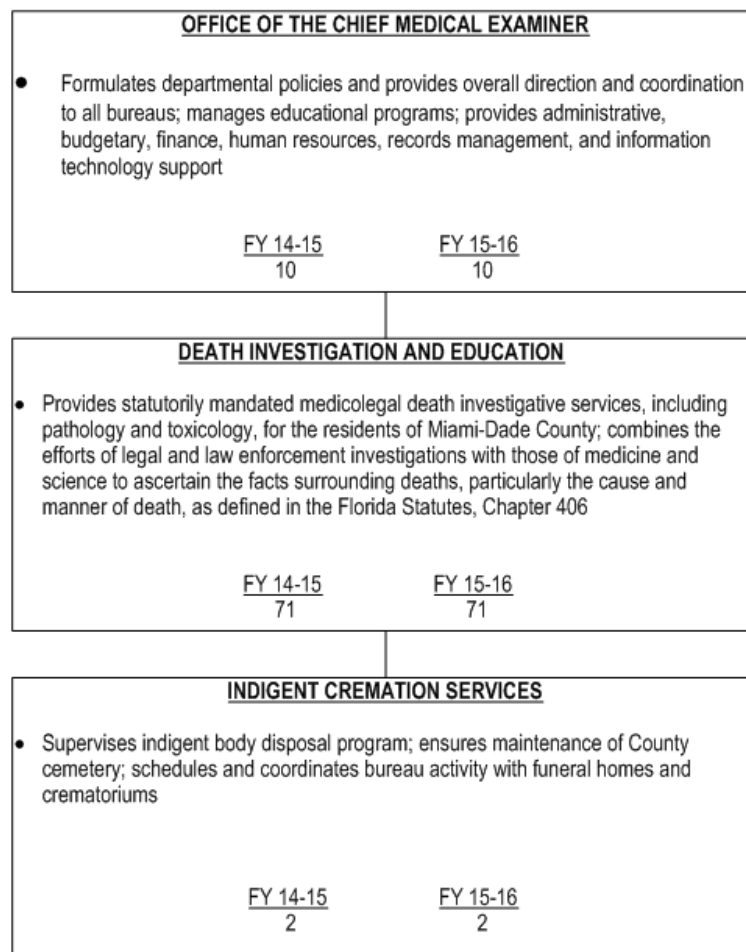 OFFICE OF THE CHIEF MEDICAL EXAMINER
● Formulates departmental policies and provides overall direction and coordination
to all bureaus; manages educational programs; provides administrative,
budgetary, finance, human resources, records management, and information
technology support
FY 14-15 FY 15-16
10 10
DEATH INVESTIGATION AND EDUCATION
● Provides statutorily mandated medicolegal death investigative services, including
pathology and toxicology, for the residents of Miami-Dade County; combines the
efforts of legal and law enforcement investigations with those of medicine and
science to ascertain the facts surrounding deaths, particularly the cause and
manner of death, as defined in the Florida Statutes, Chapter 406
FY 14-15 FY 15-16
71 71
INDIGENT CREMATION SERVICES
● Supervises indigent body disposal program; ensures maintenance of County
cemetery; schedules and coordinates bureau activity with funeral homes and
crematoriums
FY 14-15 FY 15-16
2 2